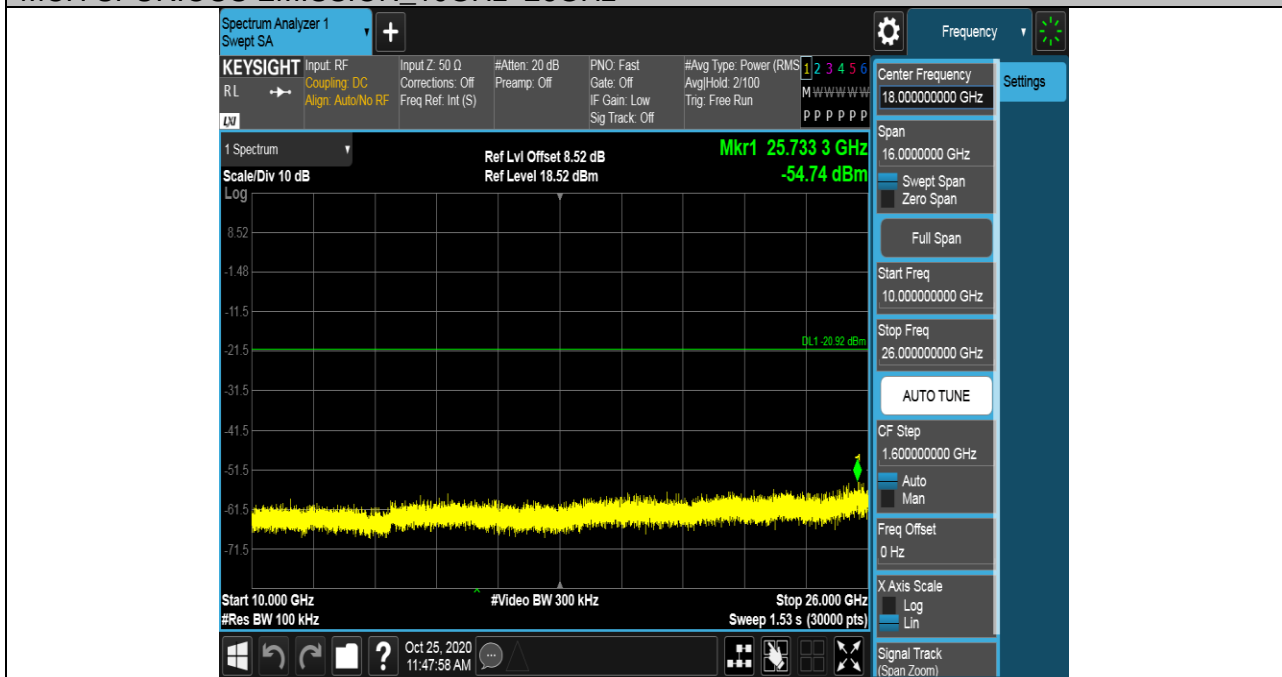 Spectrum Analyzer 1
Swept SA
+
Frequency
KEYSIGHT
RL
LXI
Input: RF
Coupling: DC
Align: Auto/No RF
Input Z: 50 Ω
Corrections: Off
Freq Ref: Int (S)
#Atten: 20 dB
Preamp: Off
PNO: Fast
Gate: Off
IF Gain: Low
Sig Track: Off
#Avg Type: Power (RMS
Avg|Hold: 2/100
Trig: Free Run
1 2 3 4 5 6
M W W W W W
P P P P P P
1 Spectrum
Scale/Div 10 dB
Ref Lvl Offset 8.52 dB
Ref Level 18.52 dBm
Mkr1 25.733 3 GHz
-54.74 dBm
Log
8.52
-1.48
-11.5
-21.5
DL1 -20.92 dBm
-31.5
-41.5
-51.5
1
-61.5
-71.5
Start 10.000 GHz
#Res BW 100 kHz
#Video BW 300 kHz
Stop 26.000 GHz
Sweep 1.53 s (30000 pts)
?
Oct 25, 2020
11:47:58 AM
Center Frequency
18.000000000 GHz
Span
16.0000000 GHz
Swept Span
Zero Span
Full Span
Start Freq
10.000000000 GHz
Stop Freq
26.000000000 GHz
AUTO TUNE
CF Step
1.600000000 GHz
Auto
Man
Freq Offset
0 Hz
X Axis Scale
Log
Lin
Signal Track
(Span Zoom)
Settings